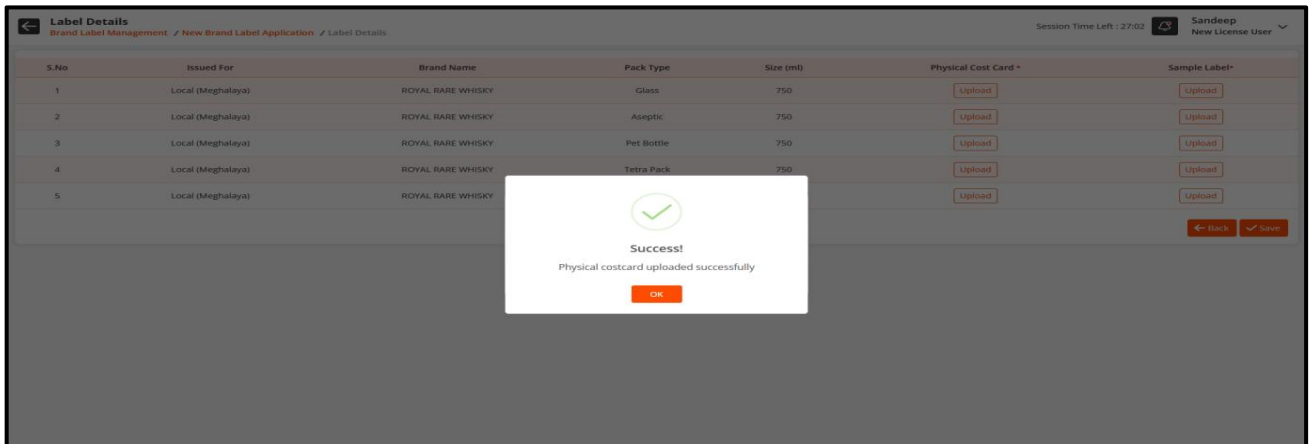 Label Details
Brand Label Management / New Brand Label Application / Label Details
Session Time Left : 27:02
Sandeep
New License User
S.No Issued For Brand Name Pack Type Size (ml) Physical Cost Card * Sample Label*
1 Local (Meghalaya) ROYAL RARE WHISKY Glass 750 Upload Upload
2 Local (Meghalaya) ROYAL RARE WHISKY Aseptic 750 Upload Upload
3 Local (Meghalaya) ROYAL RARE WHISKY Pet Bottle 750 Upload Upload
4 Local (Meghalaya) ROYAL RARE WHISKY Tetra Pack 750 Upload Upload
5 Local (Meghalaya) ROYAL RARE WHISKY Upload Upload
Back Save
Success!
Physical costcard uploaded successfully
OK